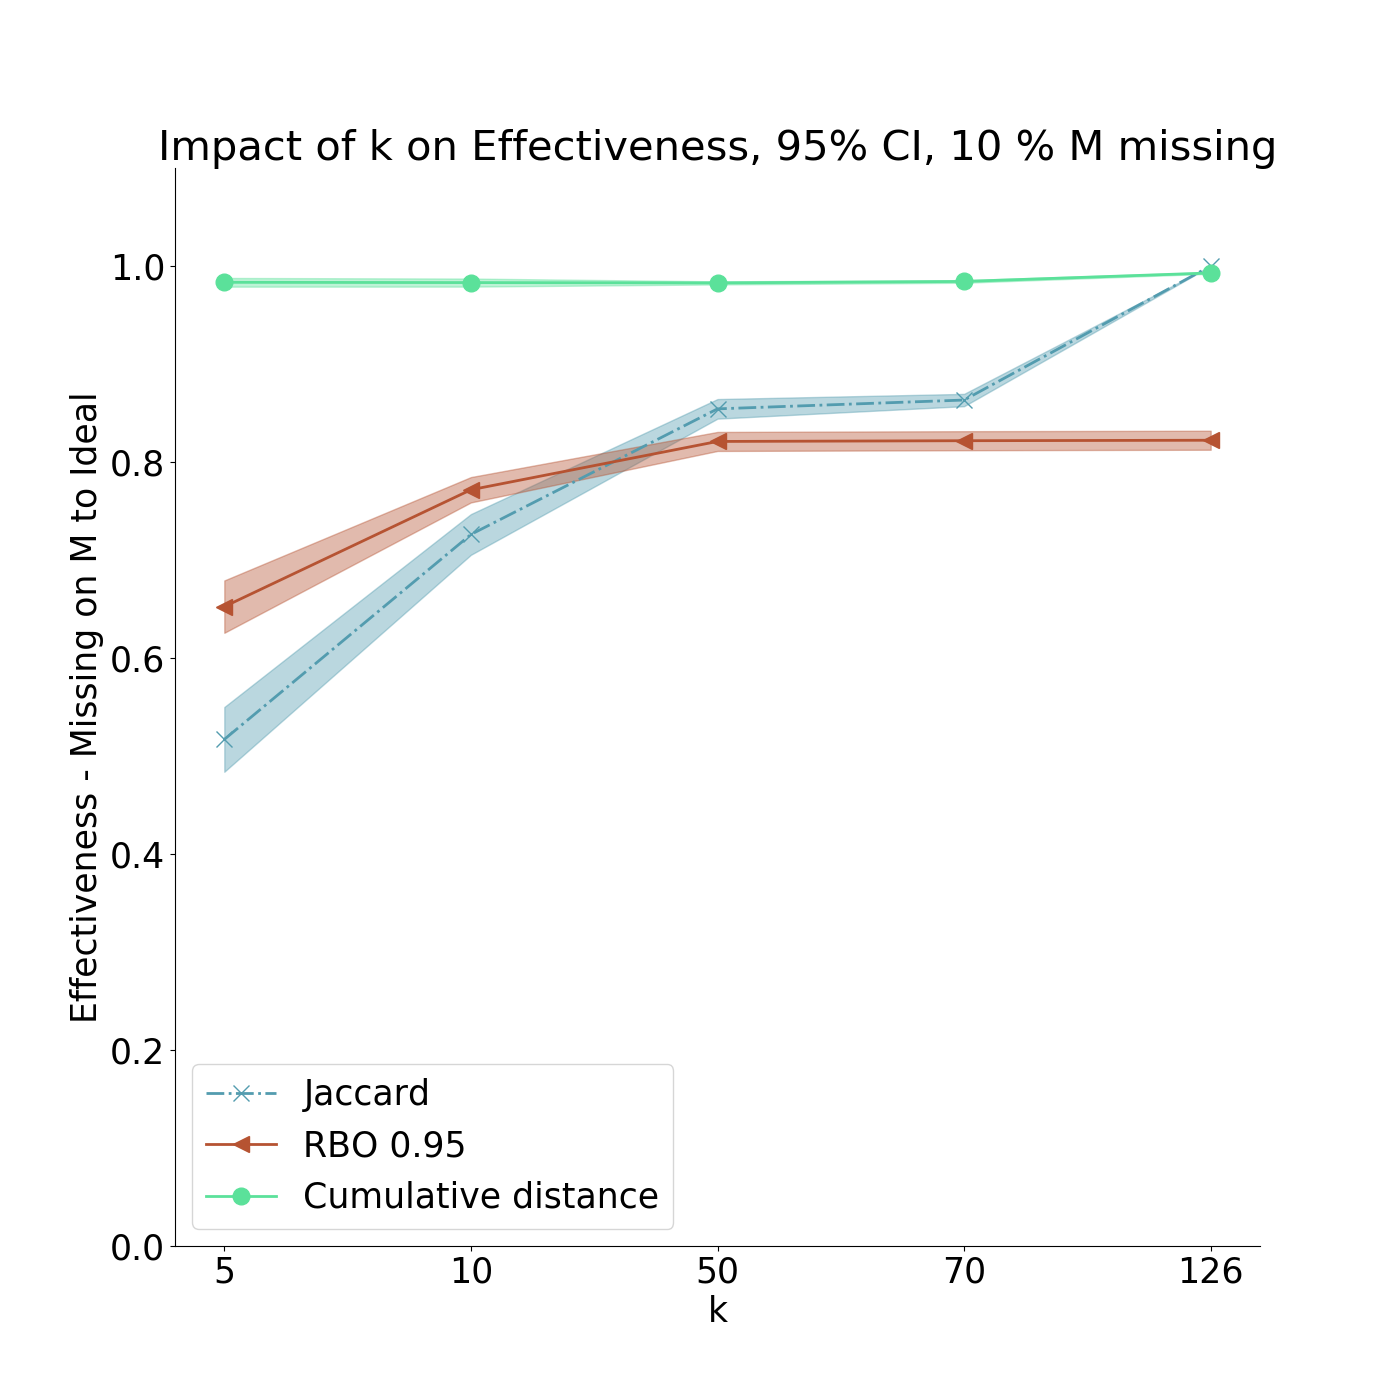 Impact of k on Effectiveness, 95% CI, 10 % M missing
Effectiveness - Missing on M to Ideal
1.0
0.8
0.6
0.4
0.2
0.0
Jaccard
RBO 0.95
Cumulative distance
5 10 50 70 126
k